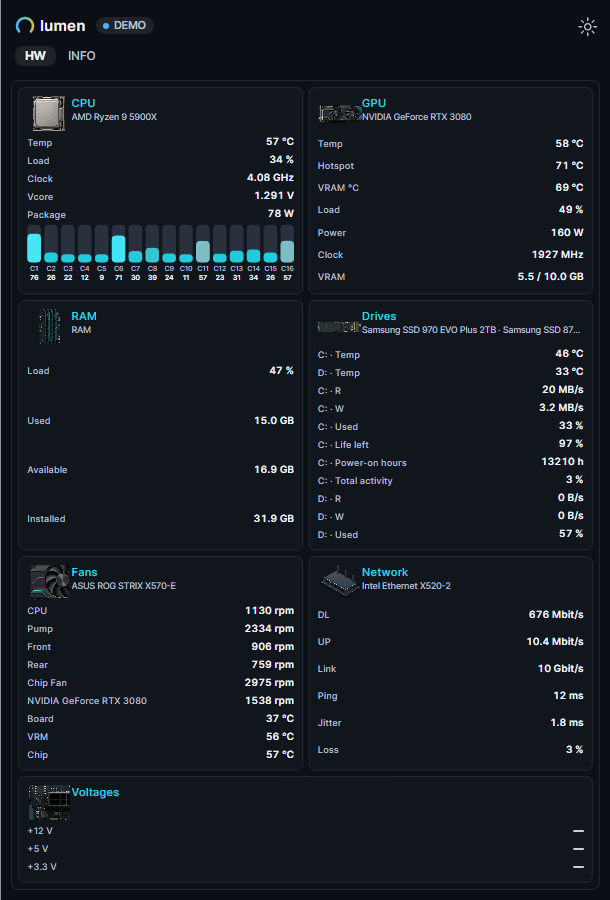 lumen DEMO
HW INFO
CPU
AMD Ryzen 9 5900X
Temp 57 °C
Load 34 %
Clock 4.08 GHz
Vcore 1.291 V
Package 78 W
C1 C2 C3 C4 C5 C6 C7 C8 C9 C10 C11 C12 C13 C14 C15 C16
76 26 22 12 9 71 30 39 24 11 57 23 31 34 26 57
GPU
NVIDIA GeForce RTX 3080
Temp 58 °C
Hotspot 71 °C
VRAM °C 69 °C
Load 49 %
Power 160 W
Clock 1927 MHz
VRAM 5.5 / 10.0 GB
RAM
RAM
Load 47 %
Used 15.0 GB
Available 16.9 GB
Installed 31.9 GB
Drives
Samsung SSD 970 EVO Plus 2TB · Samsung SSD 87...
C: · Temp 46 °C
D: · Temp 33 °C
C: · R 20 MB/s
C: · W 3.2 MB/s
C: · Used 33 %
C: · Life left 97 %
C: · Power-on hours 13210 h
C: · Total activity 3 %
D: · R 0 B/s
D: · W 0 B/s
D: · Used 57 %
Fans
ASUS ROG STRIX X570-E
CPU 1130 rpm
Pump 2334 rpm
Front 906 rpm
Rear 759 rpm
Chip Fan 2975 rpm
NVIDIA GeForce RTX 3080 1538 rpm
Board 37 °C
VRM 56 °C
Chip 57 °C
Network
Intel Ethernet X520-2
DL 676 Mbit/s
UP 10.4 Mbit/s
Link 10 Gbit/s
Ping 12 ms
Jitter 1.8 ms
Loss 3 %
Voltages
+12 V —
+5 V —
+3.3 V —